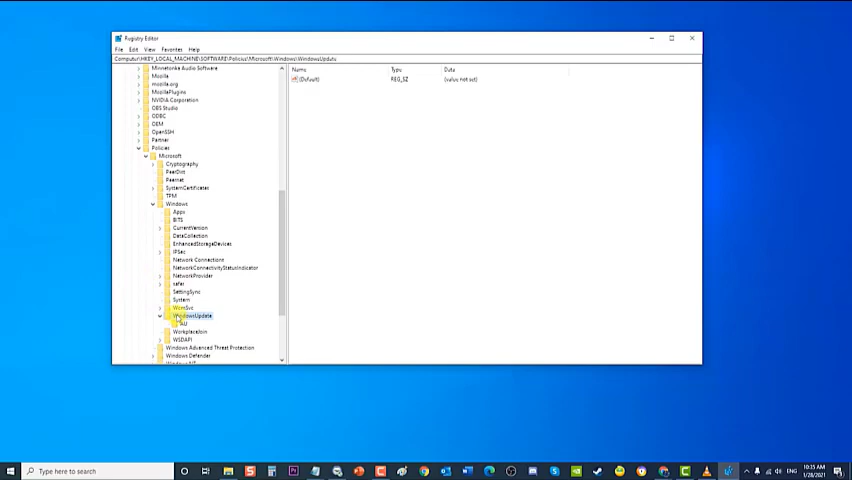 Registry Editor
File Edit View Favorites Help
Computer\HKEY_LOCAL_MACHINE\SOFTWARE\Policies\Microsoft\Windows\WindowsUpdate
Minnetonka Audio Software
Mozilla
mozilla.org
MozillaPlugins
NVIDIA Corporation
OBS Studio
ODBC
OEM
OpenSSH
Partner
Policies
Microsoft
Cryptography
PeerDist
Peernet
SystemCertificates
TPM
Windows
Appx
BITS
CurrentVersion
DataCollection
EnhancedStorageDevices
IPSec
Network Connections
NetworkConnectivityStatusIndicator
NetworkProvider
safer
SettingSync
System
WcmSvc
WindowsUpdate
AU
WorkplaceJoin
WSDAPI
Windows Advanced Threat Protection
Windows Defender
Name Type Data
(Default) REG_SZ (value not set)
Type here to search
ENG
10:35 AM
1/28/2021